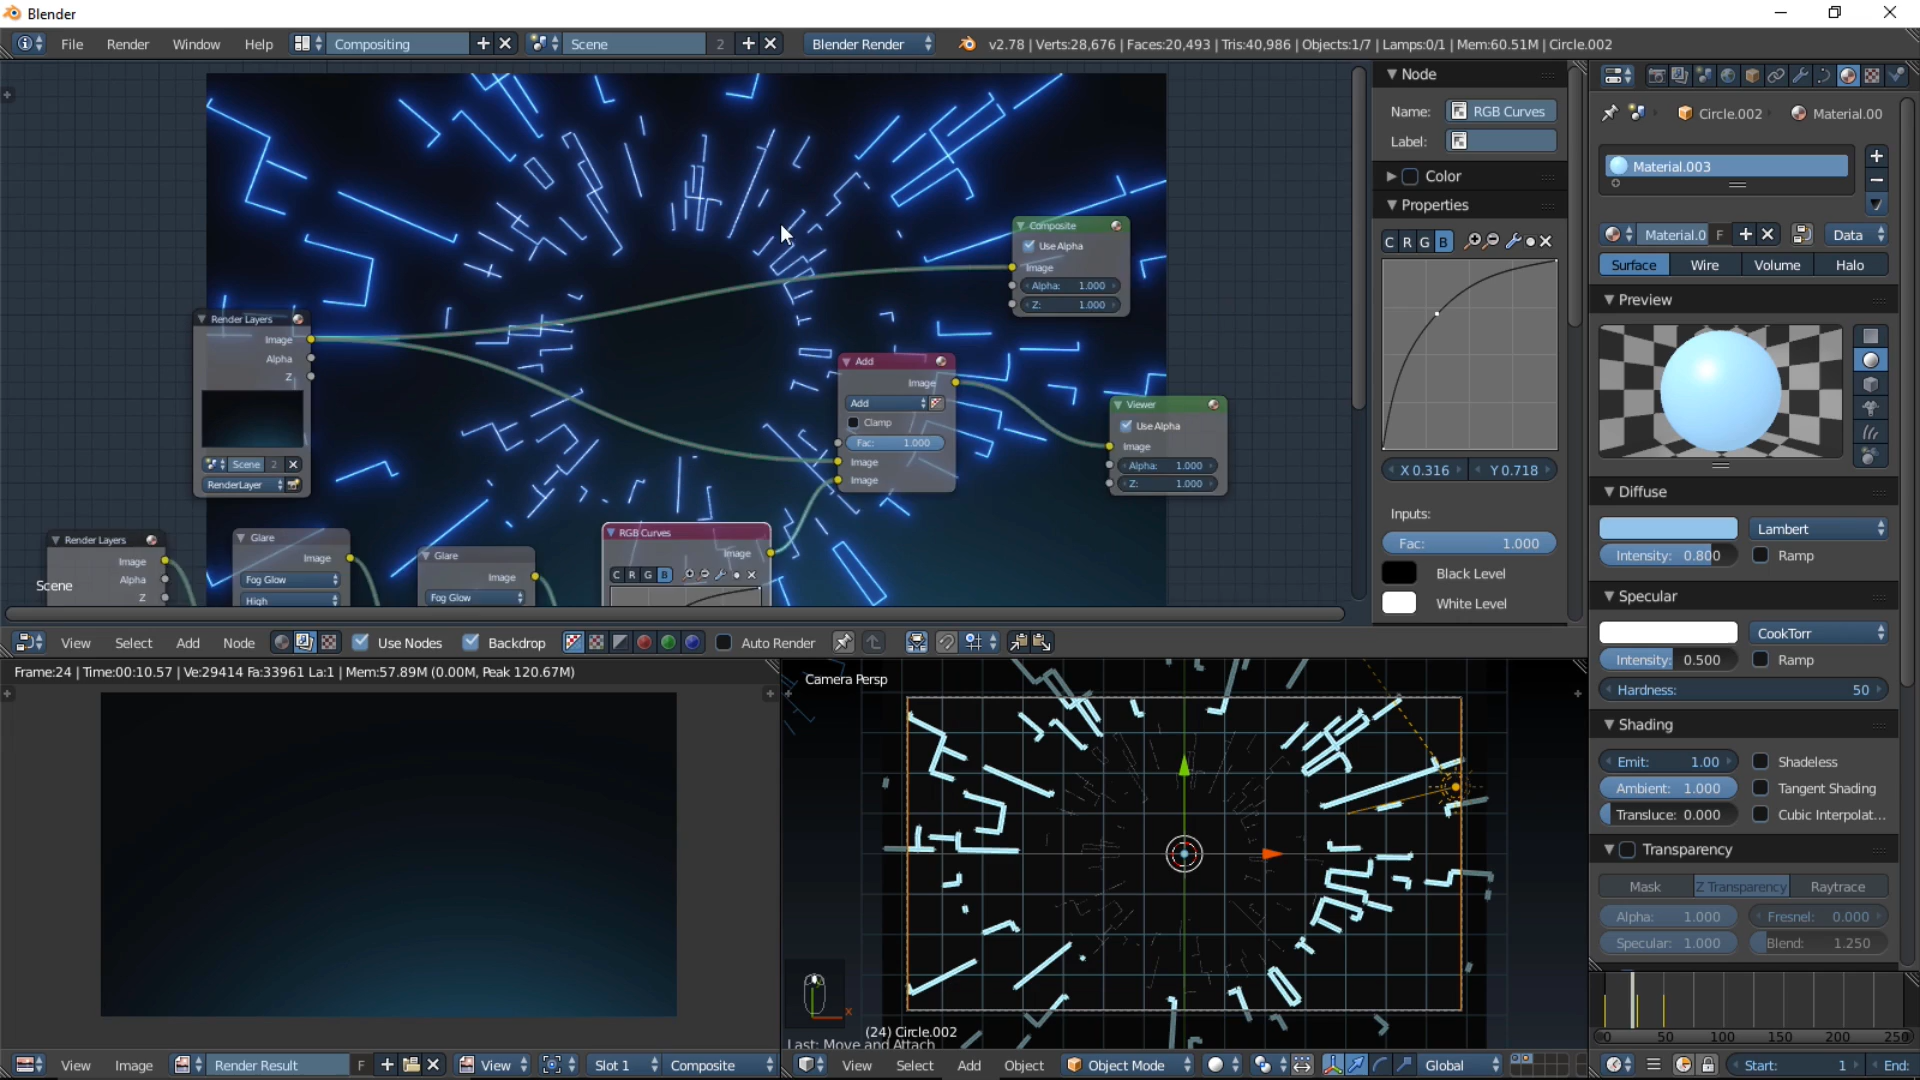 Blender
File Render Window Help Compositing Scene 2 Blender Render v2.78 | Verts:28,676 | Faces:20,493 | Tris:40,986 | Objects:1/7 | Lamps:0/1 | Mem:60.51M | Circle.002
Composite
Use Alpha
Image
Alpha: 1.000
Z: 1.000
Render Layers
Image
Alpha
Z
Scene 2
RenderLayer
Add
Image
Add
Clamp
Fac: 1.000
Image
Image
Viewer
Use Alpha
Image
Alpha: 1.000
Z: 1.000
Render Layers
Image
Alpha
Z
Scene
Glare
Image
Fog Glow
High
Glare
Image
Fog Glow
RGB Curves
Image
C R G B
Node
Name: RGB Curves
Label:
Color
Properties
C R G B
X 0.316 Y 0.718
Inputs:
Fac: 1.000
Black Level
White Level
View Select Add Node Use Nodes Backdrop Auto Render
Frame:24 | Time:00:10.57 | Ve:29414 Fa:33961 La:1 | Mem:57.89M (0.00M, Peak 120.67M)
View Image Render Result F View Slot 1 Composite
Camera Persp
(24) Circle.002
Last: Move and Attach
View Select Add Object Object Mode Global
Circle.002 Material.00
Material.003
Material.0 F Data
Surface Wire Volume Halo
Preview
Diffuse
Lambert
Intensity: 0.800 Ramp
Specular
CookTorr
Intensity: 0.500 Ramp
Hardness: 50
Shading
Emit: 1.00 Shadeless
Ambient: 1.000 Tangent Shading
Transluce: 0.000 Cubic Interpolat...
Transparency
Mask Z Transparency Raytrace
Alpha: 1.000 Fresnel: 0.000
Specular: 1.000 Blend: 1.250
0 50 100 150 200 250
Start: 1 End: